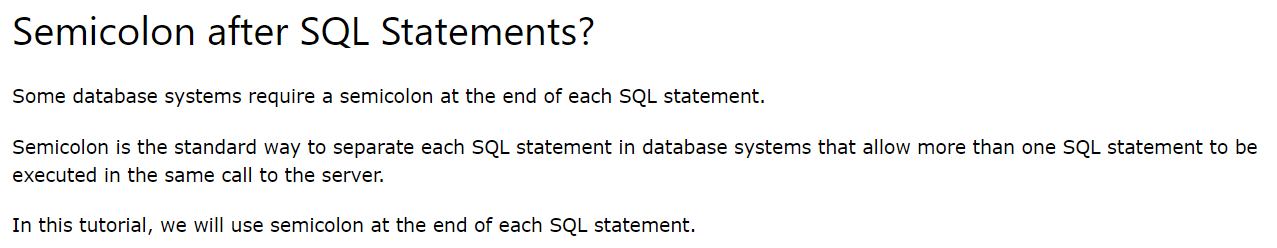 Semicolon after SQL Statements?
Some database systems require a semicolon at the end of each SQL statement.
Semicolon is the standard way to separate each SQL statement in database systems that allow more than one SQL statement to be
executed in the same call to the server.
In this tutorial, we will use semicolon at the end of each SQL statement.